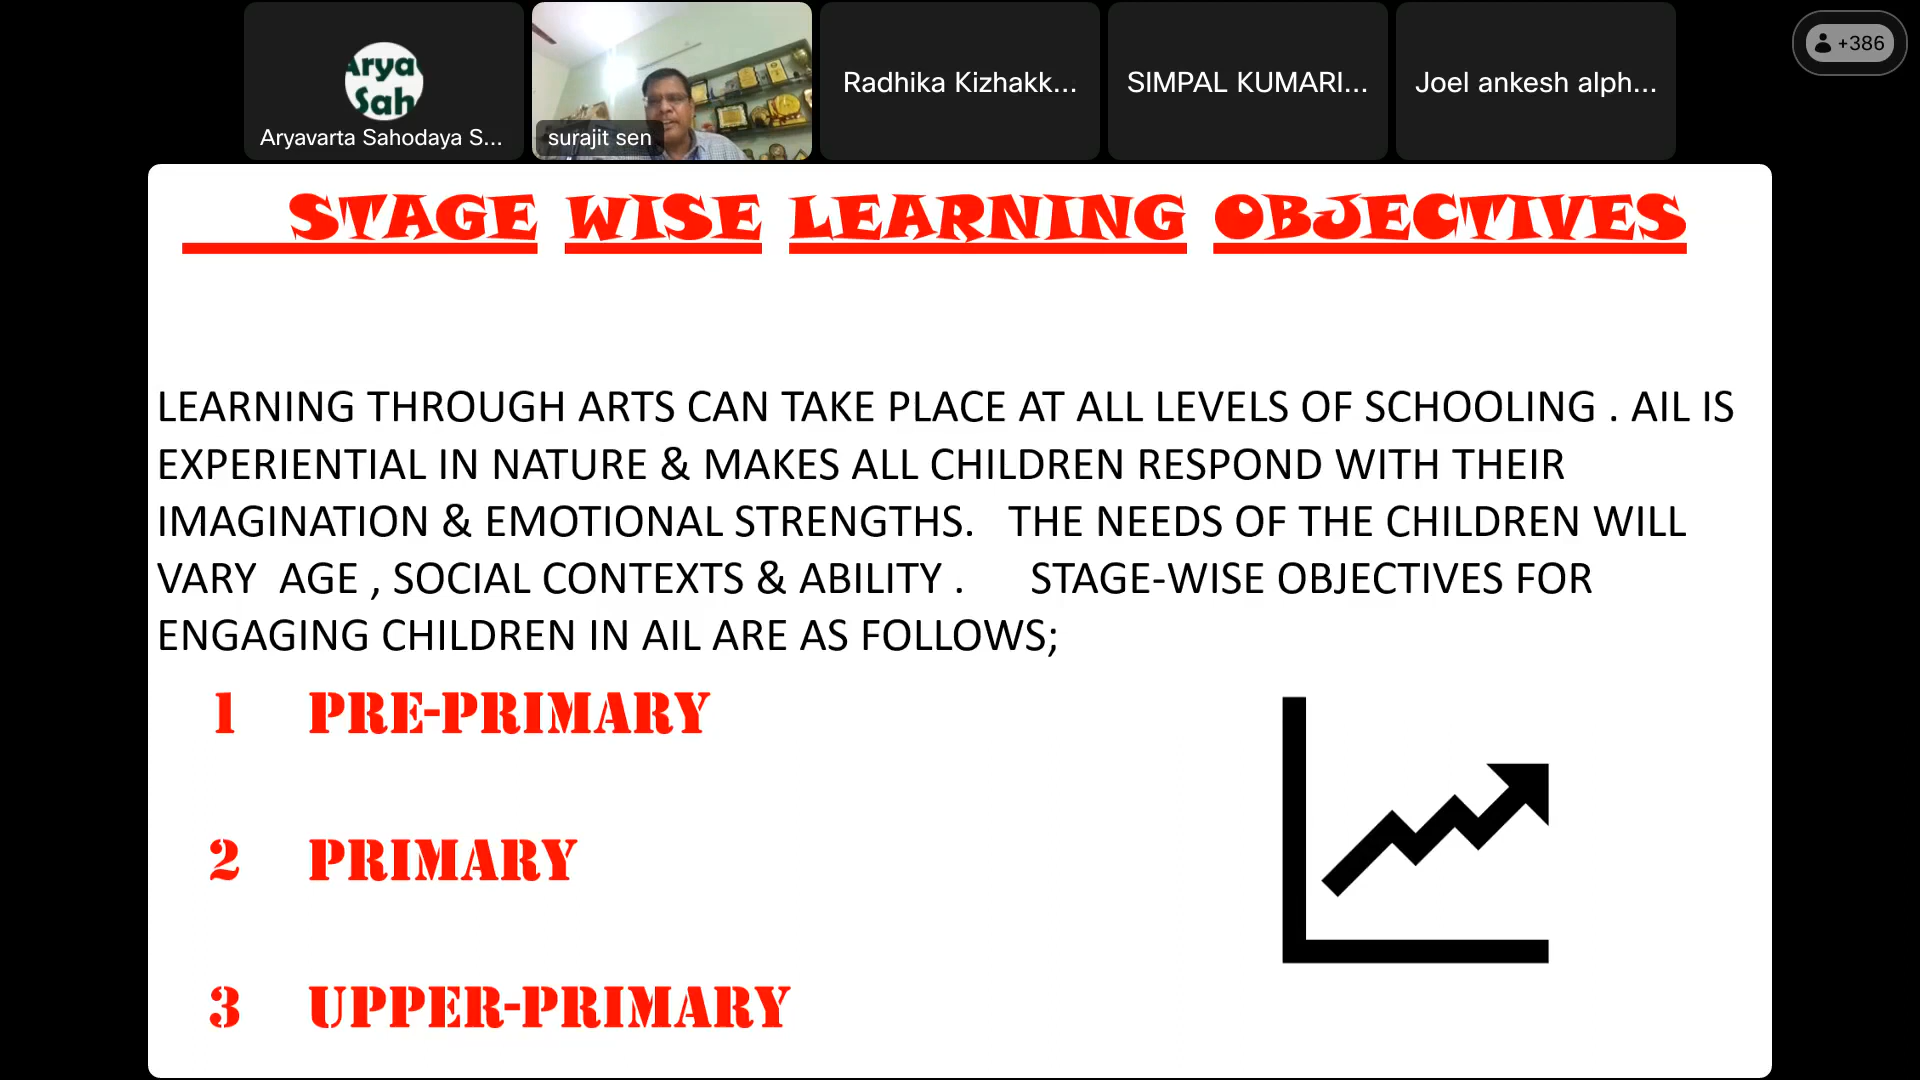 Arya
Sah
Aryavarta Sahodaya S...
surajit sen
Radhika Kizhakk...
SIMPAL KUMARI...
Joel ankesh alph...
+386
STAGE WISE LEARNING OBJECTIVES
LEARNING THROUGH ARTS CAN TAKE PLACE AT ALL LEVELS OF SCHOOLING . AIL IS
EXPERIENTIAL IN NATURE & MAKES ALL CHILDREN RESPOND WITH THEIR
IMAGINATION & EMOTIONAL STRENGTHS. THE NEEDS OF THE CHILDREN WILL
VARY AGE , SOCIAL CONTEXTS & ABILITY . STAGE-WISE OBJECTIVES FOR
ENGAGING CHILDREN IN AIL ARE AS FOLLOWS;
1 PRE-PRIMARY
2 PRIMARY
3 UPPER-PRIMARY